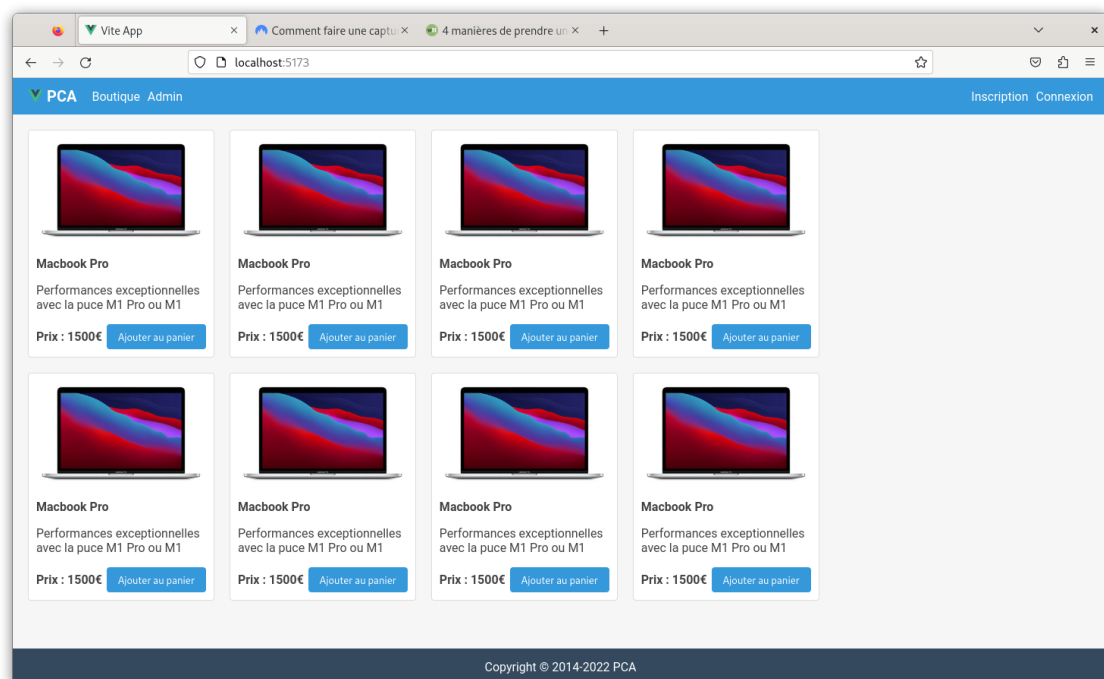 Vite App
Comment faire une captu
4 manières de prendre un
localhost:5173
PCA Boutique Admin Inscription Connexion
Macbook Pro
Performances exceptionnelles
avec la puce M1 Pro ou M1
Prix : 1500€ Ajouter au panier
Macbook Pro
Performances exceptionnelles
avec la puce M1 Pro ou M1
Prix : 1500€ Ajouter au panier
Macbook Pro
Performances exceptionnelles
avec la puce M1 Pro ou M1
Prix : 1500€ Ajouter au panier
Macbook Pro
Performances exceptionnelles
avec la puce M1 Pro ou M1
Prix : 1500€ Ajouter au panier
Macbook Pro
Performances exceptionnelles
avec la puce M1 Pro ou M1
Prix : 1500€ Ajouter au panier
Macbook Pro
Performances exceptionnelles
avec la puce M1 Pro ou M1
Prix : 1500€ Ajouter au panier
Macbook Pro
Performances exceptionnelles
avec la puce M1 Pro ou M1
Prix : 1500€ Ajouter au panier
Macbook Pro
Performances exceptionnelles
avec la puce M1 Pro ou M1
Prix : 1500€ Ajouter au panier
Copyright © 2014-2022 PCA